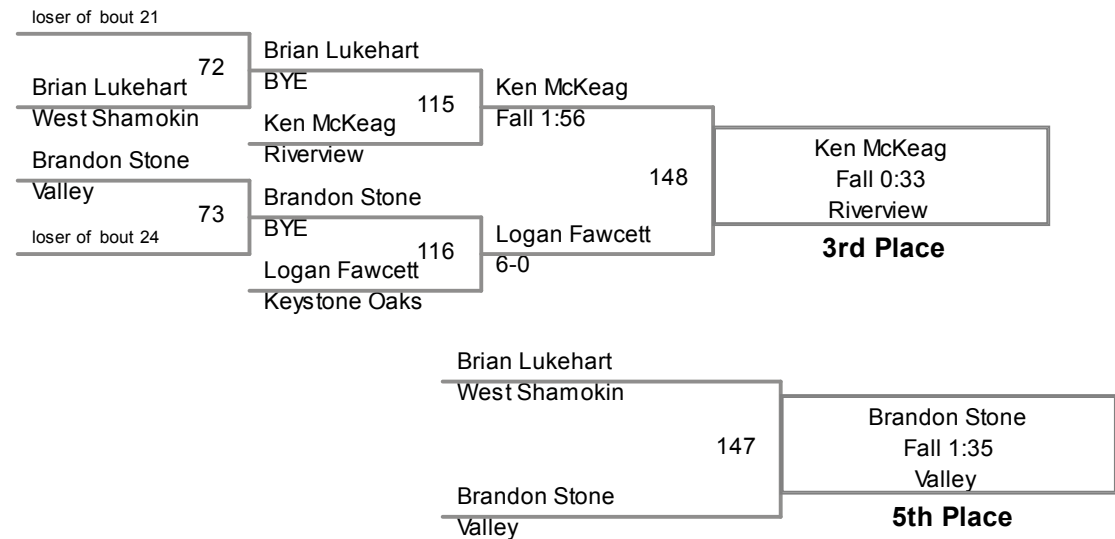 loser of bout 21
72
Brian Lukehart
West Shamokin
Brandon Stone
Valley
73
loser of bout 24
Brian Lukehart
BYE
115
Ken McKeag
Riverview
Brandon Stone
BYE
116
Logan Fawcett
Keystone Oaks
Ken McKeag
Fall 1:56
148
Logan Fawcett
6-0
Ken McKeag
Fall 0:33
Riverview
3rd Place
Brian Lukehart
West Shamokin
147
Brandon Stone
Valley
Brandon Stone
Fall 1:35
Valley
5th Place